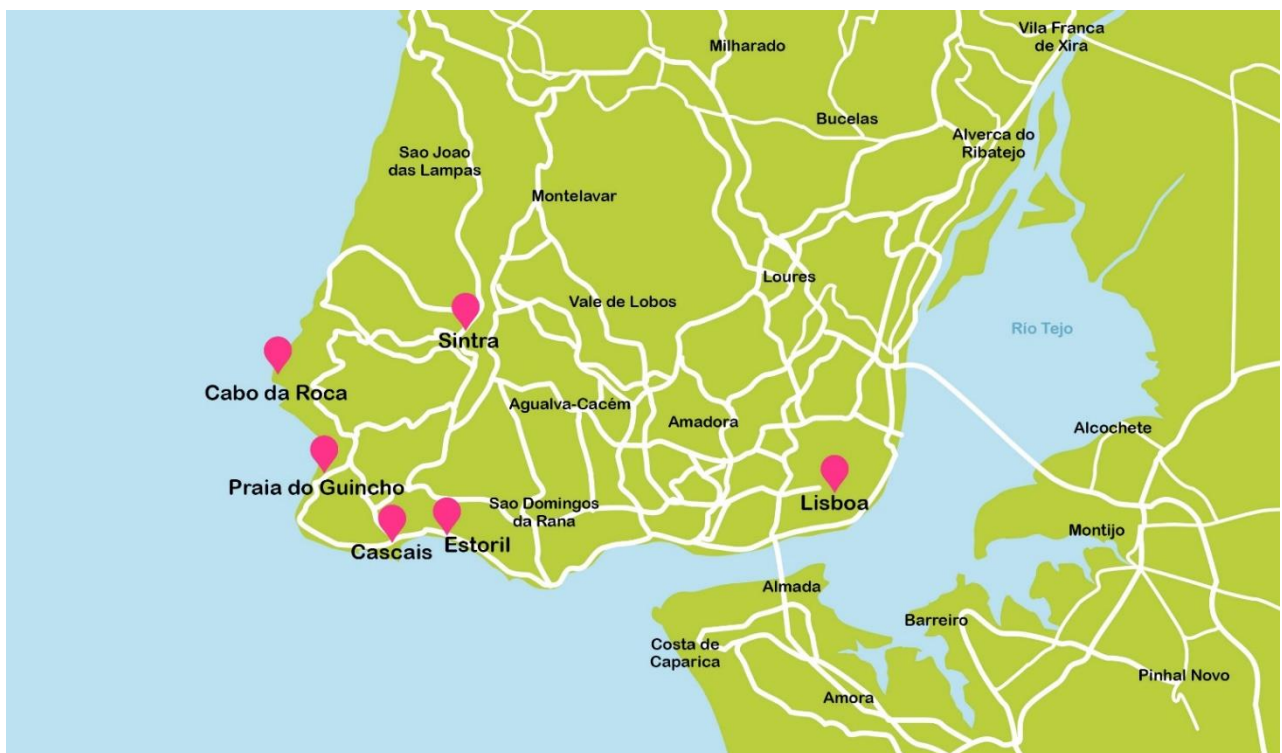 Vila Franca
de Xira
Milharado
Bucelas
Alverca do
Ribatejo
Sao Joao
das Lampas
Montelavar
Loures
Vale de Lobos
Rio Tejo
Sintra
Cabo da Roca
Agualva-Cacém
Amadora
Alcochete
Praia do Guincho
Sao Domingos
da Rana
Lisboa
Montijo
Cascais
Estoril
Almada
Barreiro
Costa de
Caparica
Pinhal Novo
Amora